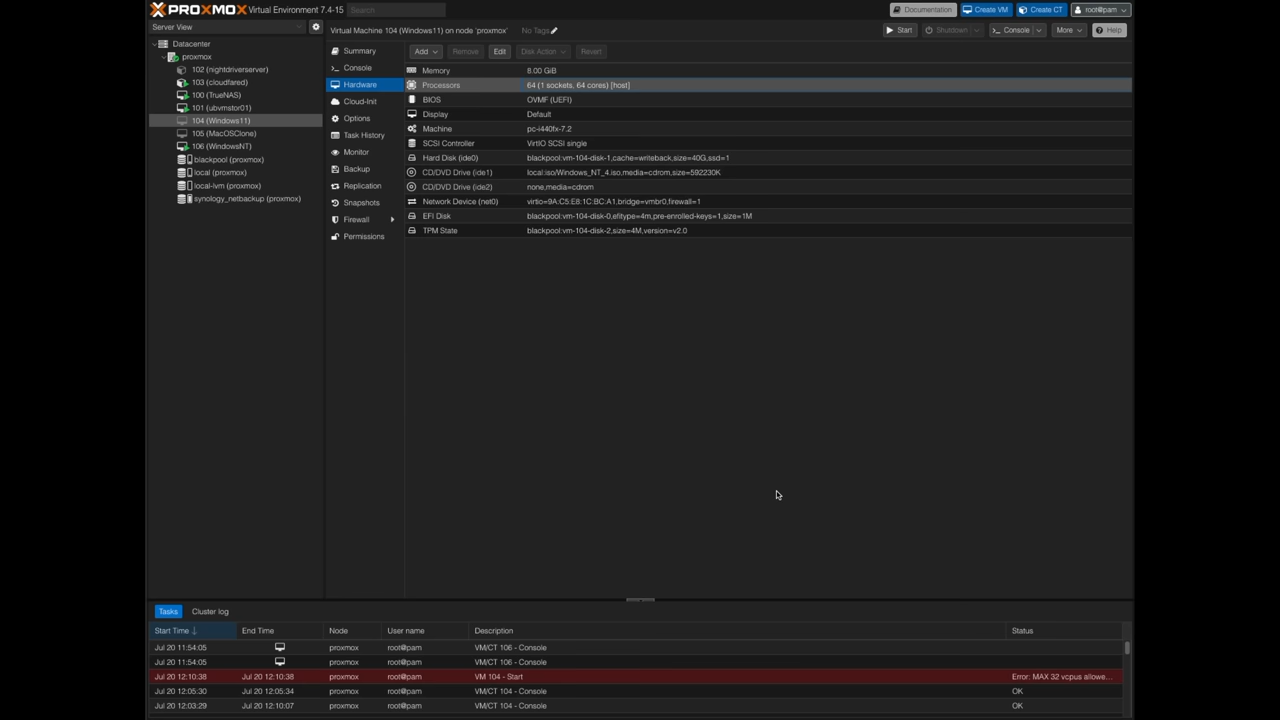 PROXMOX Virtual Environment 7.4-15 Search Documentation Create VM Create CT root@pam
Server View
Virtual Machine 104 (Windows11) on node 'proxmox' No Tags Start Shutdown Console More Help
Datacenter
proxmox
102 (nightdriverserver)
103 (cloudfared)
100 (TrueNAS)
101 (ubvmstor01)
104 (Windows11)
105 (MacOSClone)
106 (WindowsNT)
blackpool (proxmox)
local (proxmox)
local-lvm (proxmox)
synology_netbackup (proxmox)
Summary
Console
Hardware
Cloud-Init
Options
Task History
Monitor
Backup
Replication
Snapshots
Firewall
Permissions
Add Remove Edit Disk Action Revert
Memory 8.00 GiB
Processors 64 (1 sockets, 64 cores) [host]
BIOS OVMF (UEFI)
Display Default
Machine pc-i440fx-7.2
SCSI Controller VirtIO SCSI single
Hard Disk (ide0) blackpool:vm-104-disk-1,cache=writeback,size=40G,ssd=1
CD/DVD Drive (ide1) local:iso/Windows_NT_4.iso,media=cdrom,size=592230K
CD/DVD Drive (ide2) none,media=cdrom
Network Device (net0) virtio=9A:C5:E8:1C:BC:A1,bridge=vmbr0,firewall=1
EFI Disk blackpool:vm-104-disk-0,efitype=4m,pre-enrolled-keys=1,size=1M
TPM State blackpool:vm-104-disk-2,size=4M,version=v2.0
Tasks Cluster log
Start Time End Time Node User name Description Status
Jul 20 11:54:05 proxmox root@pam VM/CT 106 - Console
Jul 20 11:54:05 proxmox root@pam VM/CT 106 - Console
Jul 20 12:10:38 Jul 20 12:10:38 proxmox root@pam VM 104 - Start Error: MAX 32 vcpus allowe...
Jul 20 12:05:30 Jul 20 12:05:34 proxmox root@pam VM/CT 104 - Console OK
Jul 20 12:03:29 Jul 20 12:10:07 proxmox root@pam VM/CT 104 - Console OK